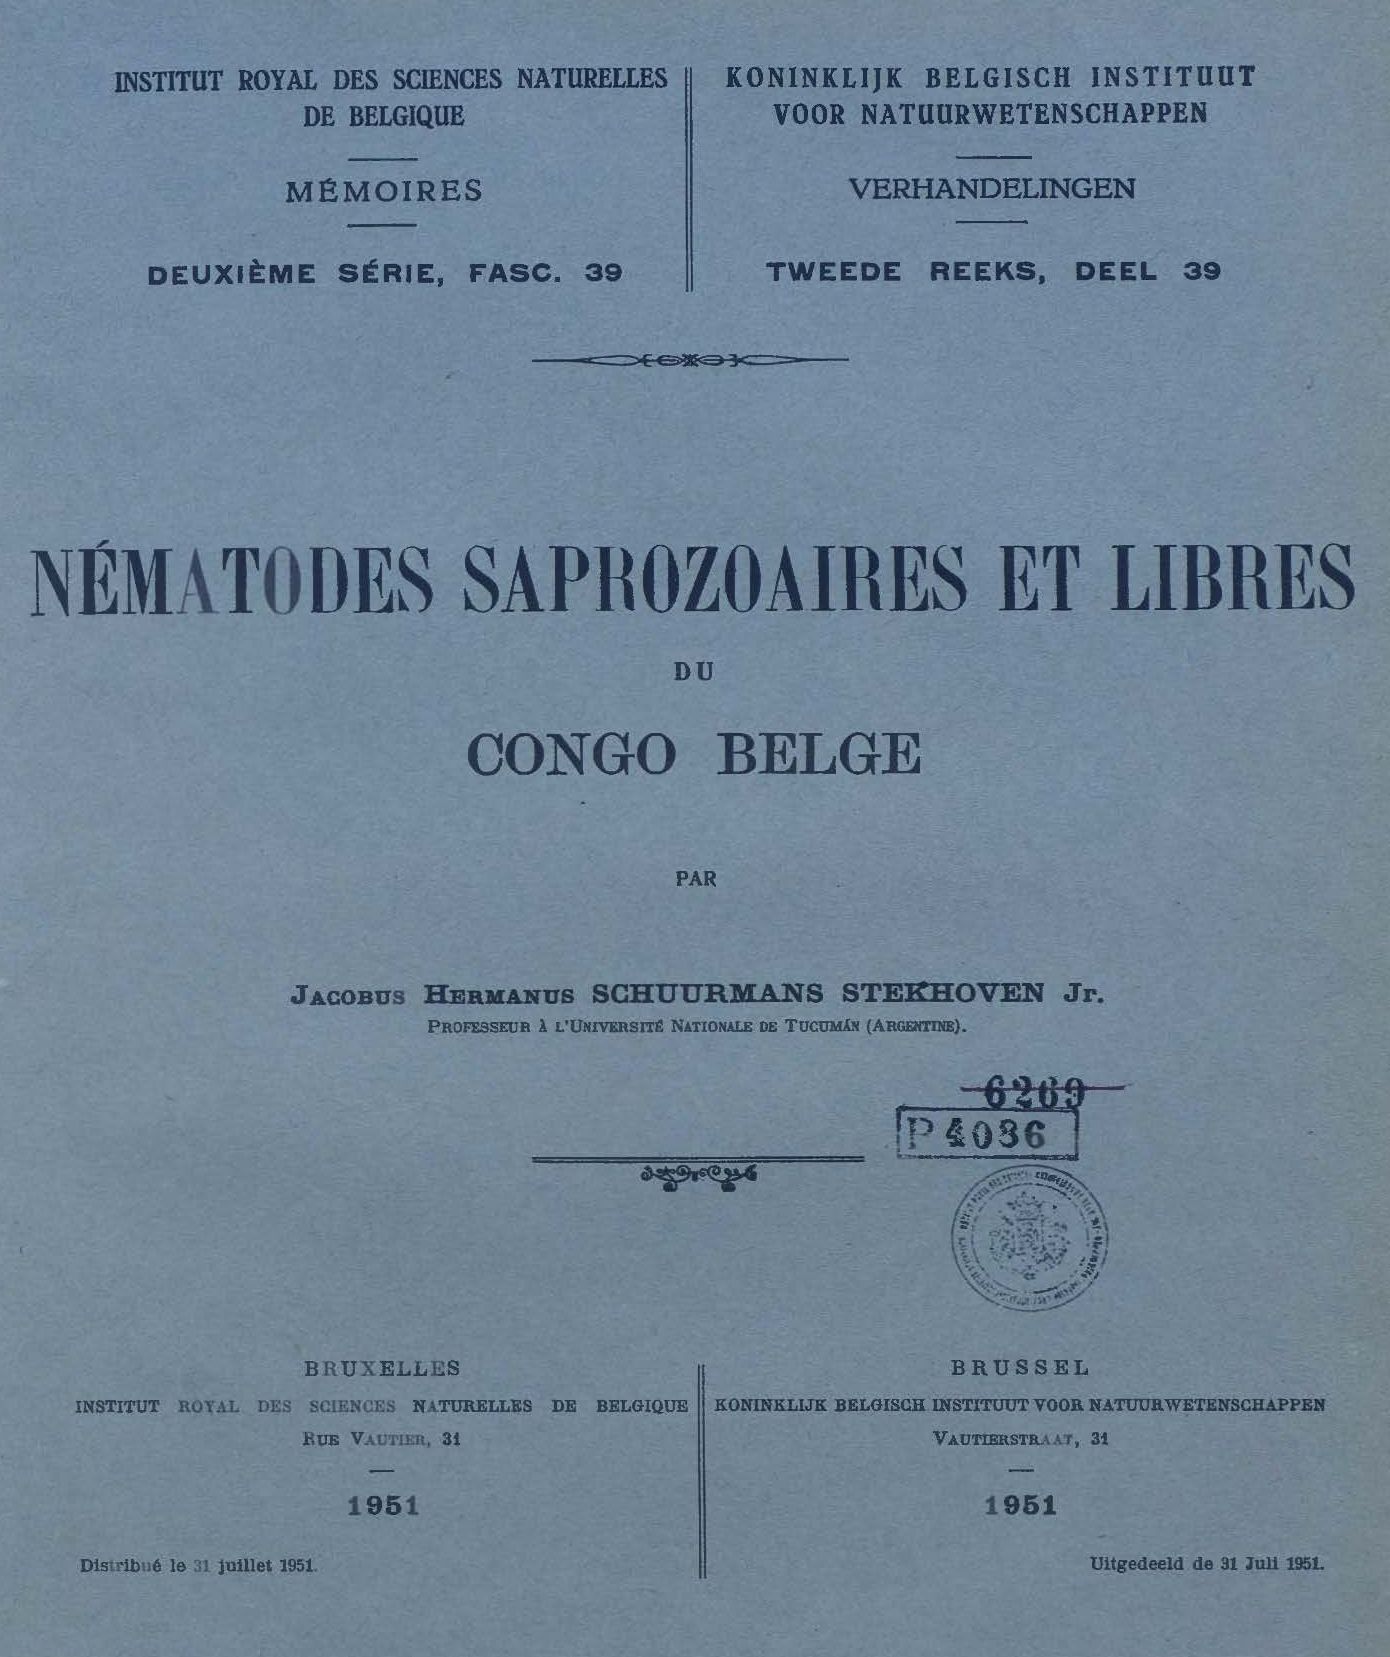 INSTITUT ROYAL DES SCIENCES NATURELLES
DE BELGIQUE
MÉMOIRES
DEUXIÈME SÉRIE, FASC. 39
KONINKLIJK BELGISCH INSTITUUT
VOOR NATUURWETENSCHAPPEN
VERHANDELINGEN
TWEEDE REEKS, DEEL 39
NÉMATODES SAPROZOAIRES ET LIBRES
DU
CONGO BELGE
PAR
JACOBUS HERMANUS SCHUURMANS STEKHOVEN Jr.
PROFESSEUR À L'UNIVERSITÉ NATIONALE DE TUCUMÁN (ARGENTINE).
6269
P 4036
BRUXELLES
INSTITUT ROYAL DES SCIENCES NATURELLES DE BELGIQUE
RUE VAUTIER, 31
1951
Distribué le 31 juillet 1951.
BRUSSEL
KONINKLIJK BELGISCH INSTITUUT VOOR NATUURWETENSCHAPPEN
VAUTIERSTRAAT, 31
1951
Uitgedeeld de 31 Juli 1951.